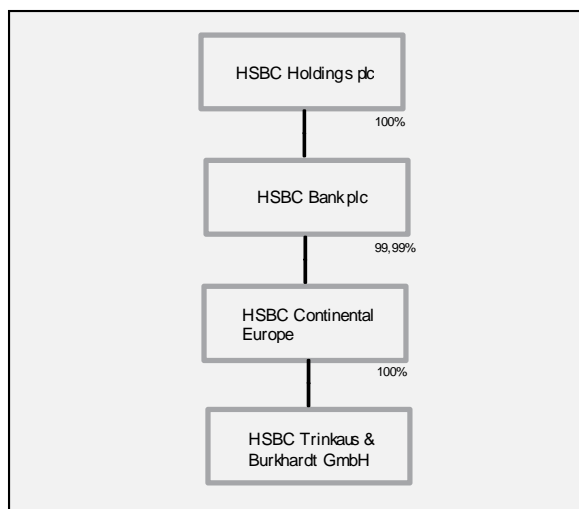 HSBC Holdings plc
100%
HSBC Bank plc
99,99%
HSBC Continental
Europe
100%
HSBC Trinkaus &
Burkhardt GmbH